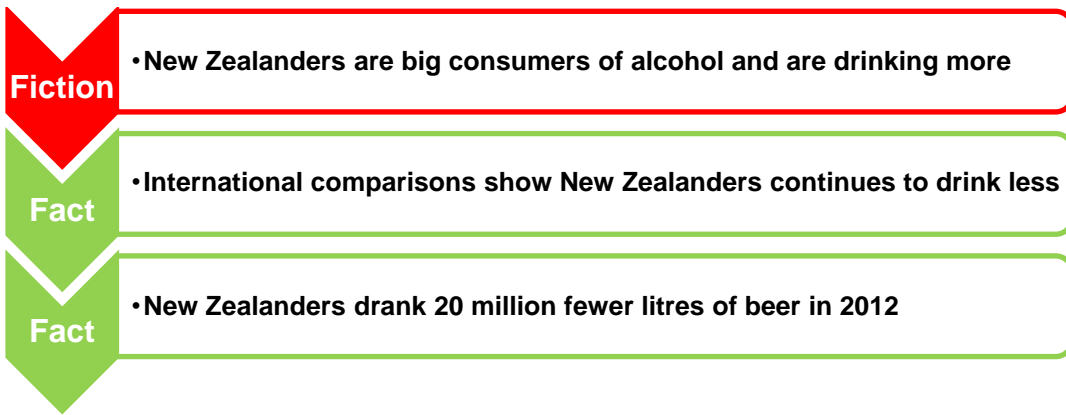 Fiction
•New Zealanders are big consumers of alcohol and are drinking more
Fact
•International comparisons show New Zealanders continues to drink less
Fact
•New Zealanders drank 20 million fewer litres of beer in 2012